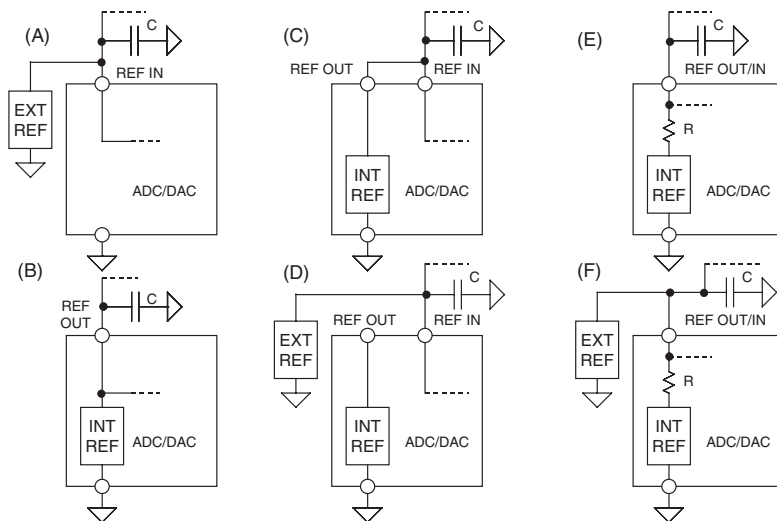 (A)
C
REF IN
EXT
REF
ADC/DAC
(B)
REF
OUT
C
INT
REF
ADC/DAC
(C)
C
REF OUT
REF IN
INT
REF
ADC/DAC
(D)
C
REF OUT
REF IN
EXT
REF
INT
REF
ADC/DAC
(E)
C
REF OUT/IN
R
INT
REF
ADC/DAC
(F)
C
REF OUT/IN
EXT
REF
R
INT
REF
ADC/DAC